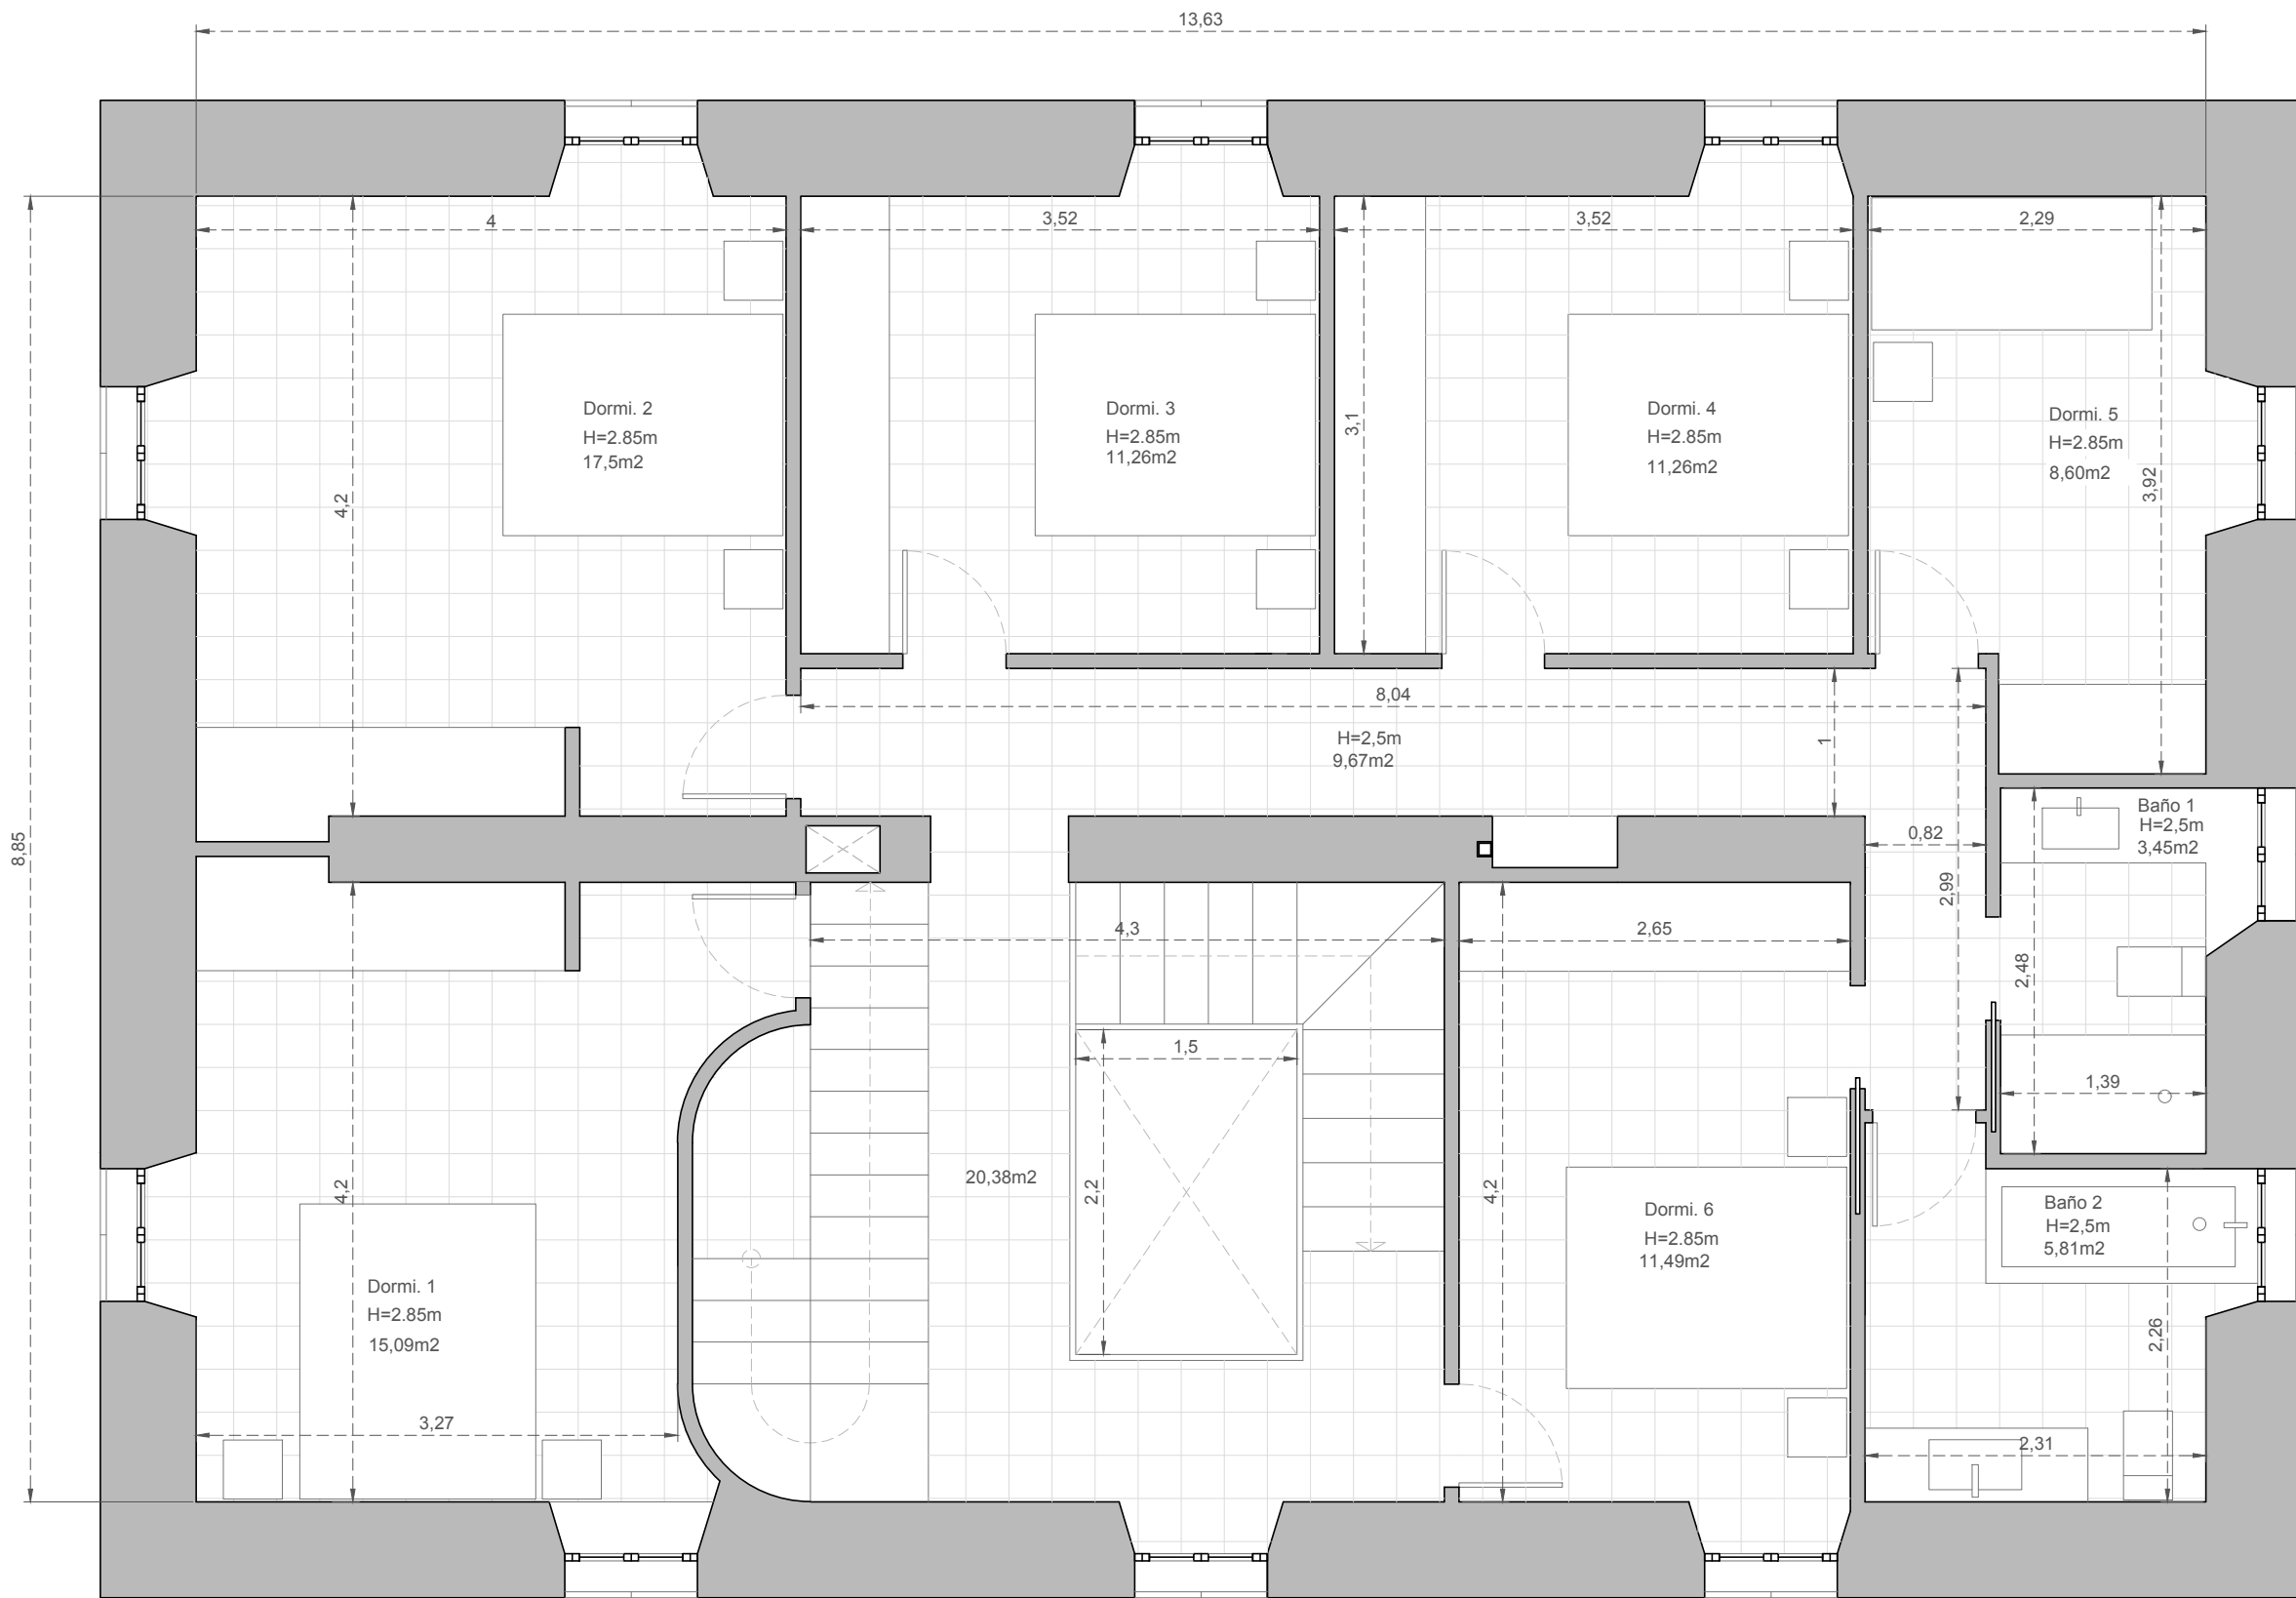 13,63
4
3,52
3,52
2,29
Dormi. 2
H=2.85m
17,5m2
Dormi. 3
H=2.85m
11,26m2
3,1
Dormi. 4
H=2.85m
11,26m2
Dormi. 5
H=2.85m
8,60m2
3,92
4,2
8,04
H=2,5m
9,67m2
1
8,85
0,82
Baño 1
H=2,5m
3,45m2
2,99
4,3
2,65
2,48
1,5
1,39
4,2
20,38m2
2,2
4,2
Dormi. 6
H=2.85m
11,49m2
Baño 2
H=2,5m
5,81m2
Dormi. 1
H=2.85m
15,09m2
2,26
3,27
2,31